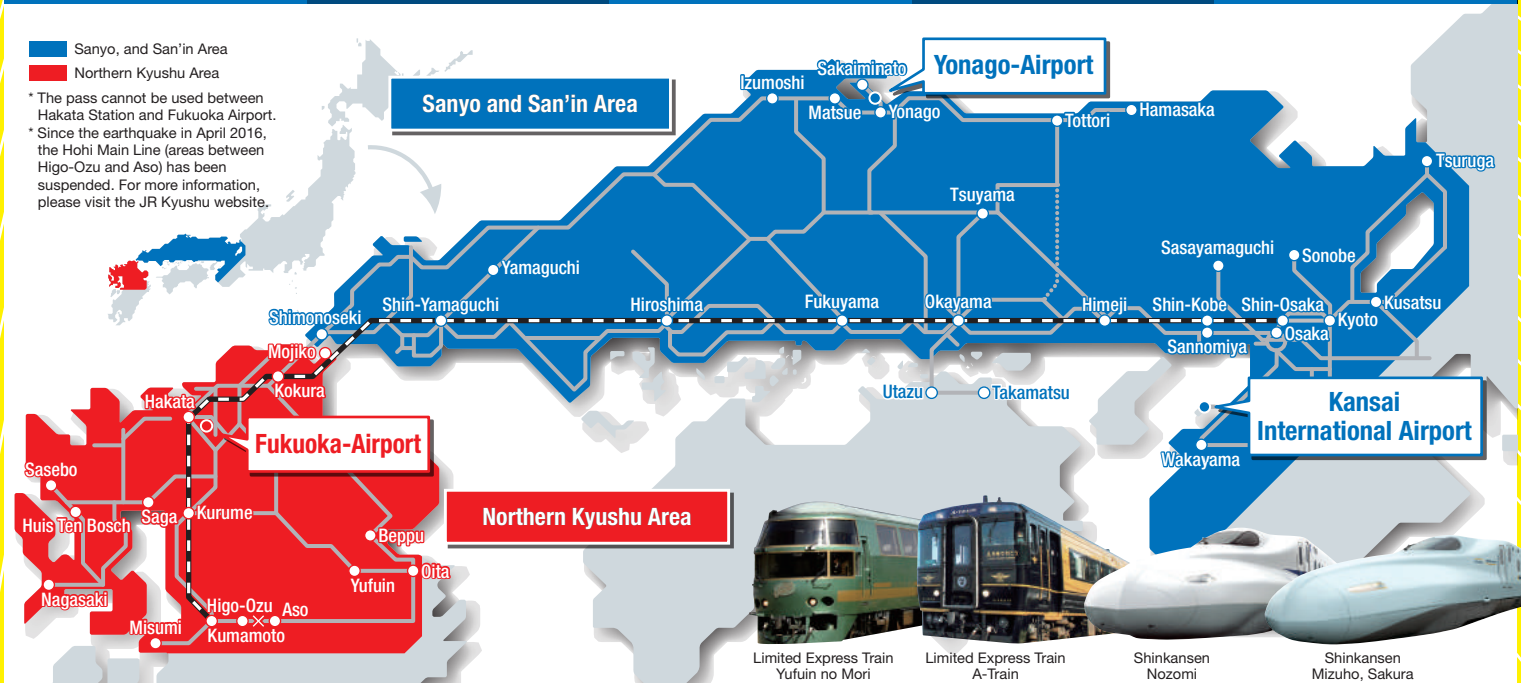 Sanyo, and San'in Area
Northern Kyushu Area
* The pass cannot be used between
Hakata Station and Fukuoka Airport.
* Since the earthquake in April 2016,
the Hohi Main Line (areas between
Higo-Ozu and Aso) has been
suspended. For more information,
please visit the JR Kyushu website.
Sanyo and San'in Area
Izumoshi
Sakaiminato
Yonago-Airport
Matsue
Yonago
Tottori
Hamasaka
Tsuruga
Tsuyama
Sasayamaguchi
Sonobe
Yamaguchi
Shimonoseki
Shin-Yamaguchi
Hiroshima
Fukuyama
Okayama
Himeji
Shin-Kobe
Shin-Osaka
Kusatsu
Kyoto
Osaka
Sannomiya
Mojiko
Kokura
Hakata
Utazu
Takamatsu
Kansai
International Airport
Wakayama
Fukuoka-Airport
Sasebo
Huis Ten Bosch
Saga
Kurume
Northern Kyushu Area
Beppu
Oita
Yufuin
Nagasaki
Higo-Ozu
Aso
Misumi
Kumamoto
Limited Express Train
Yufuin no Mori
Limited Express Train
A-Train
Shinkansen
Nozomi
Shinkansen
Mizuho, Sakura